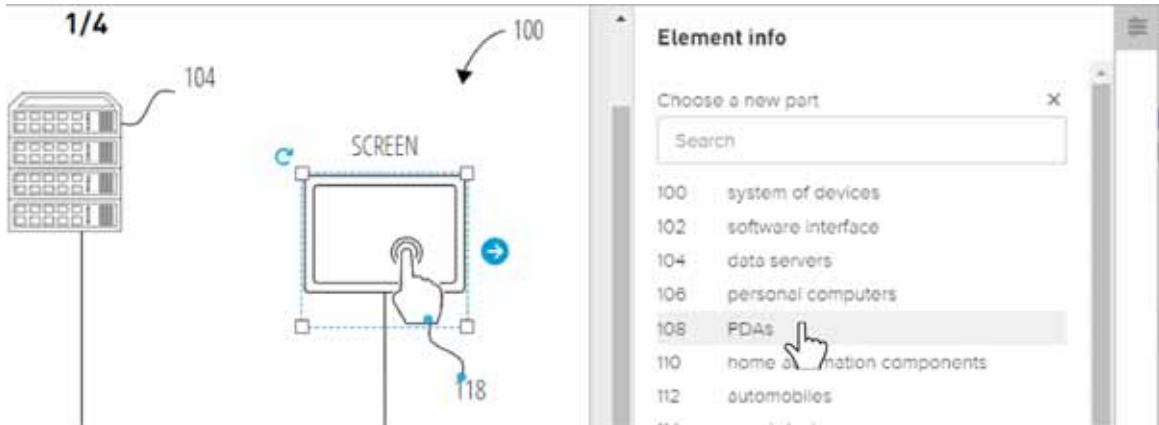 1/4
100
104
SCREEN
118
Element info
Choose a new part
Search
100 system of devices
102 software interface
104 data servers
106 personal computers
108 PDAs
110 home a mation components
112 automobiles